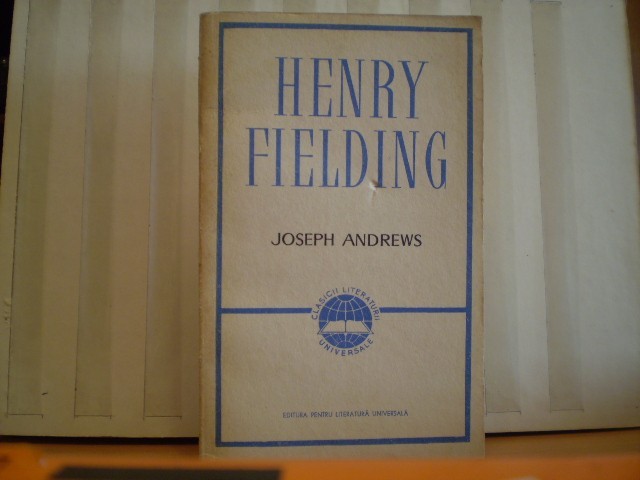 HENRY
FIELDING
JOSEPH ANDREWS
CLASICII LITERATURII
UNIVERSALE
EDITURA PENTRU LITERATURĂ UNIVERSALĂ